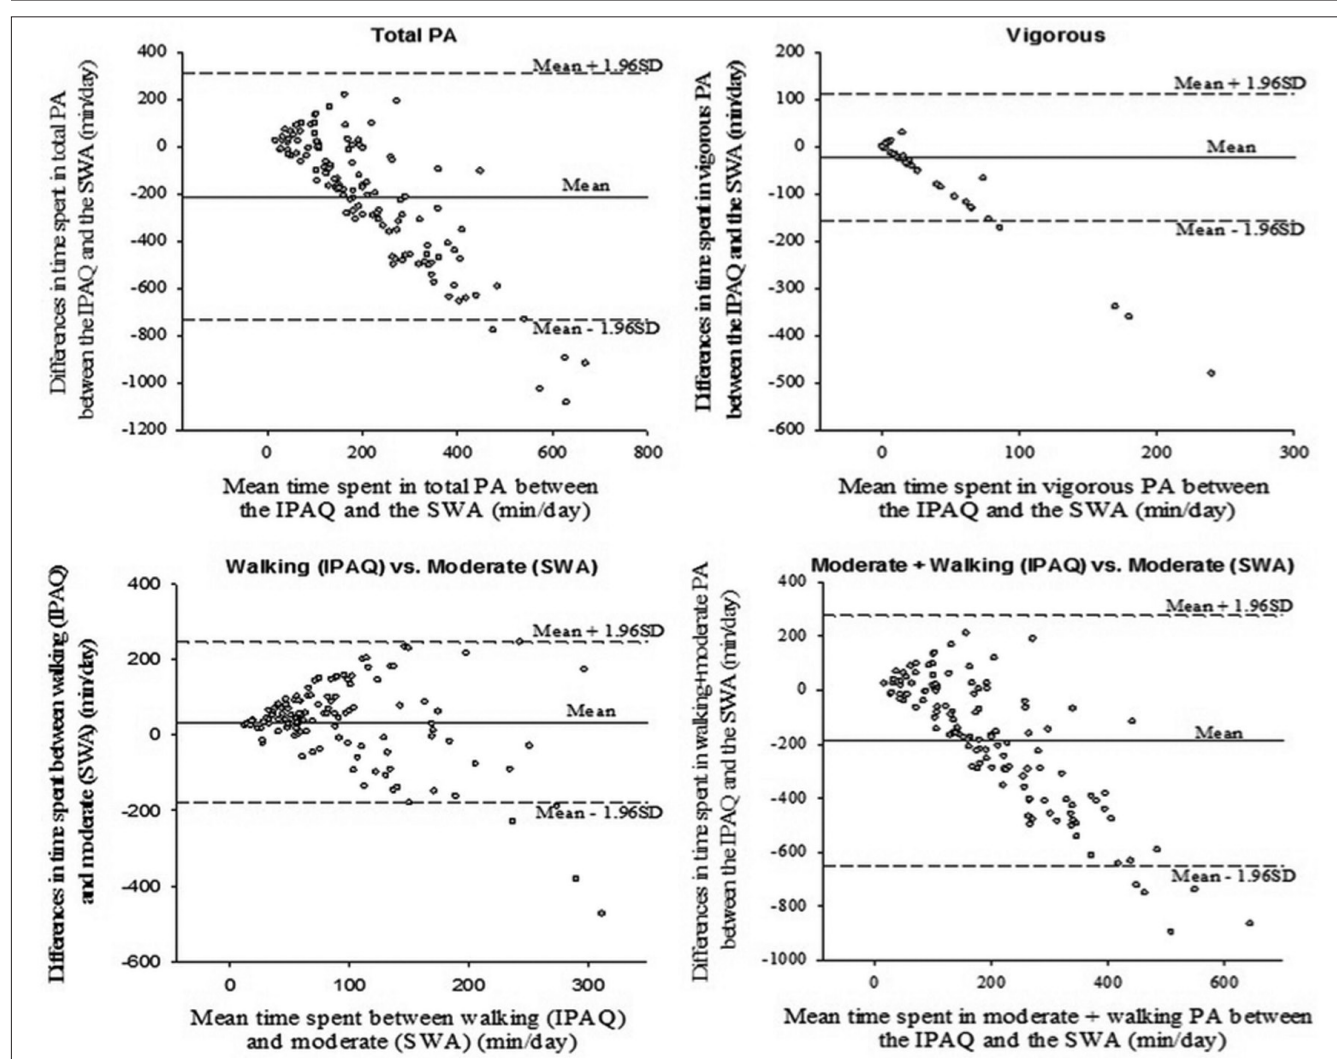 Total PA
400
200
0
-200
-400
-600
-800
-1000
-1200
Mean + 1.96SD
Mean
Mean - 1.96SD
0
200
400
600
800
Differences in time spent in total PA
between the IPAQ and the SWA (min/day)
Mean time spent in total PA between
the IPAQ and the SWA (min/day)
Vigorous
200
100
0
-100
-200
-300
-400
-500
-600
Mean + 1.96SD
Mean
Mean - 1.96SD
0
100
200
300
Differences in time spent in vigorous PA
between the IPAQ and the SWA (min/day)
Mean time spent in vigorous PA between
the IPAQ and the SWA (min/day)
Walking (IPAQ) vs. Moderate (SWA)
400
200
0
-200
-400
-600
Mean + 1.96SD
Mean
Mean - 1.96SD
0
100
200
300
Differences in time spent between walking (IPAQ)
and moderate (SWA) (min/day)
Mean time spent between walking (IPAQ)
and moderate (SWA) (min/day)
Moderate + Walking (IPAQ) vs. Moderate (SWA)
400
200
0
-200
-400
-600
-800
-1000
Mean + 1.96SD
Mean
Mean - 1.96SD
0
200
400
600
Differences in time spent in walking+moderate PA
between the IPAQ and the SWA (min/day)
Mean time spent in moderate + walking PA between
the IPAQ and the SWA (min/day)